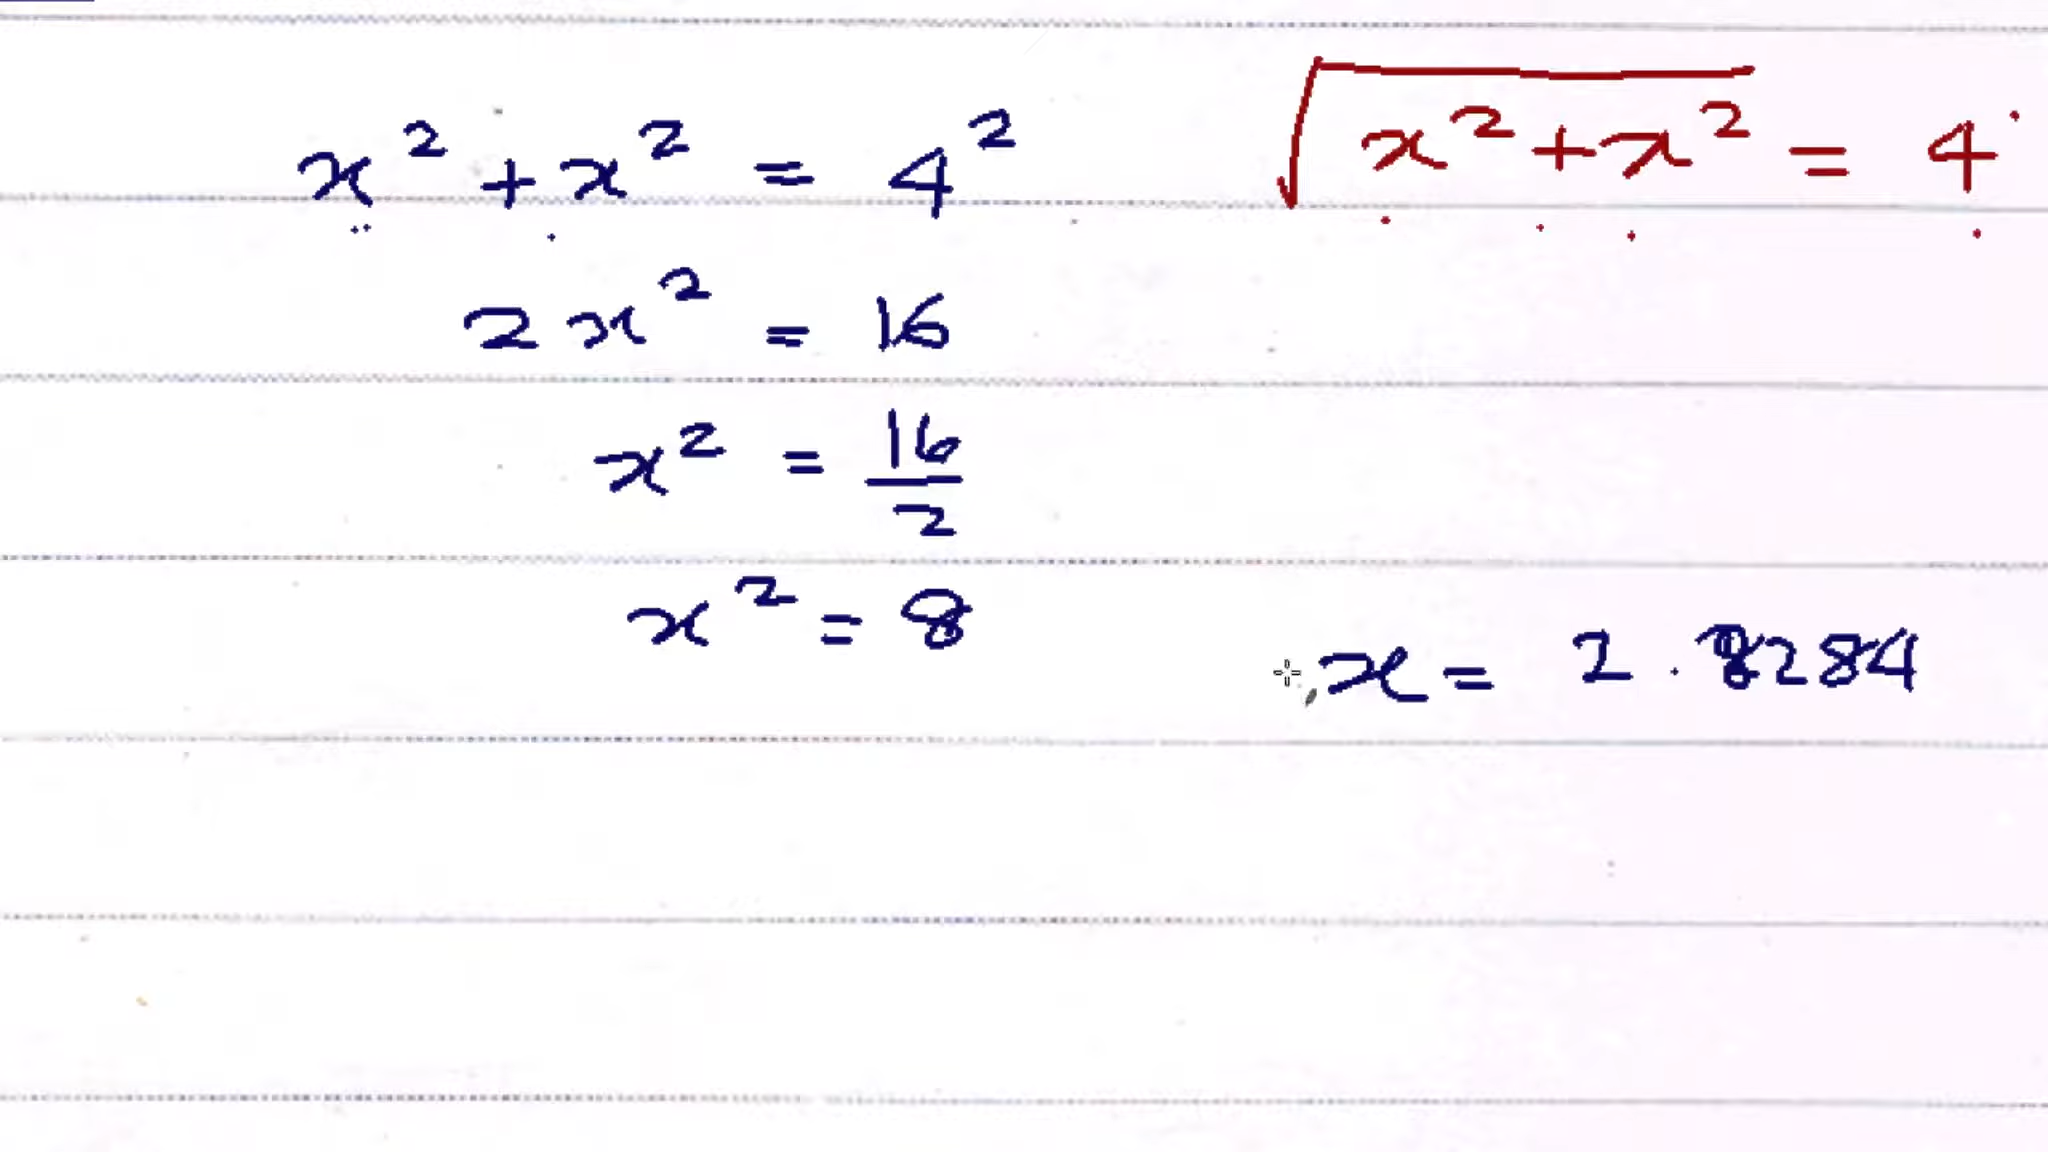 x² + x² = 4²
√(x² + x²) = 4
2x² = 16
x² = 16/2
x² = 8
x = 2.8284